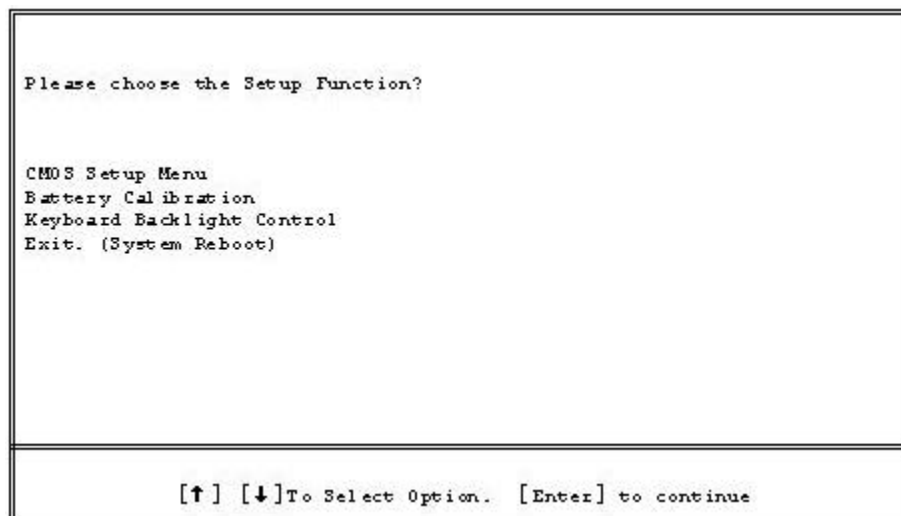 Please choose the Setup Function?
CMOS Setup Menu
Battery Calibration
Keyboard Backlight Control
Exit. (System Reboot)
[↑] [↓]To Select Option. [Enter] to continue